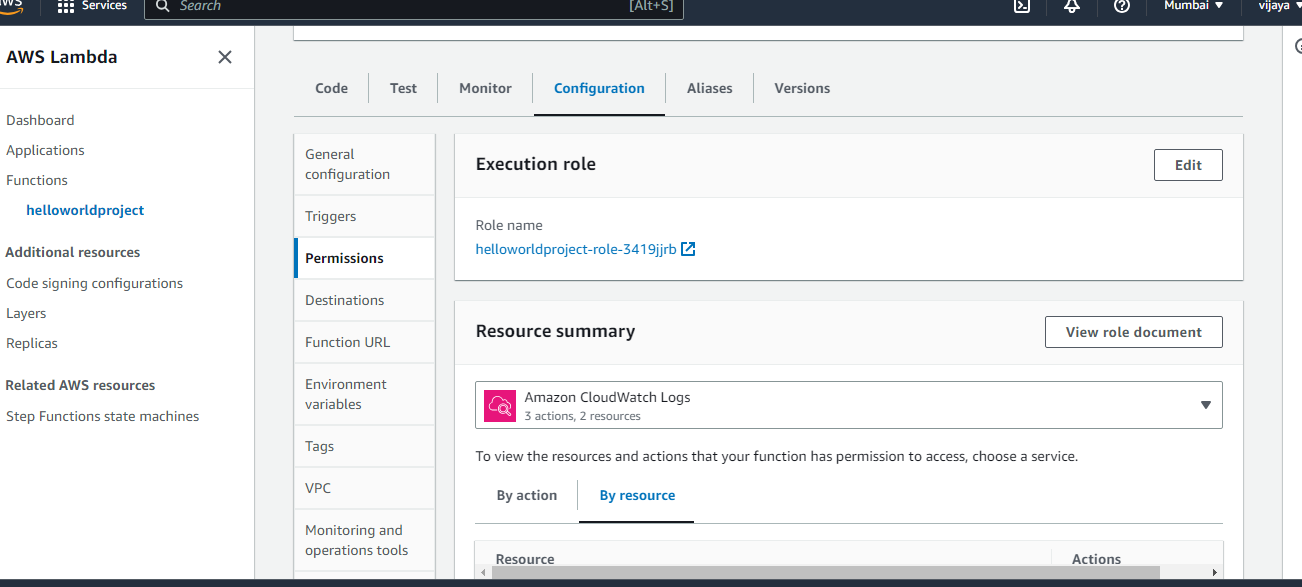 aws
Services
Search
[Alt+S]
Mumbai
vijaya
AWS Lambda
Dashboard
Applications
Functions
helloworldproject
Additional resources
Code signing configurations
Layers
Replicas
Related AWS resources
Step Functions state machines
Code
Test
Monitor
Configuration
Aliases
Versions
General
configuration
Triggers
Permissions
Destinations
Function URL
Environment
variables
Tags
VPC
Monitoring and
operations tools
Execution role
Edit
Role name
helloworldproject-role-3419jjrb
Resource summary
View role document
Amazon CloudWatch Logs
3 actions, 2 resources
To view the resources and actions that your function has permission to access, choose a service.
By action
By resource
Resource
Actions